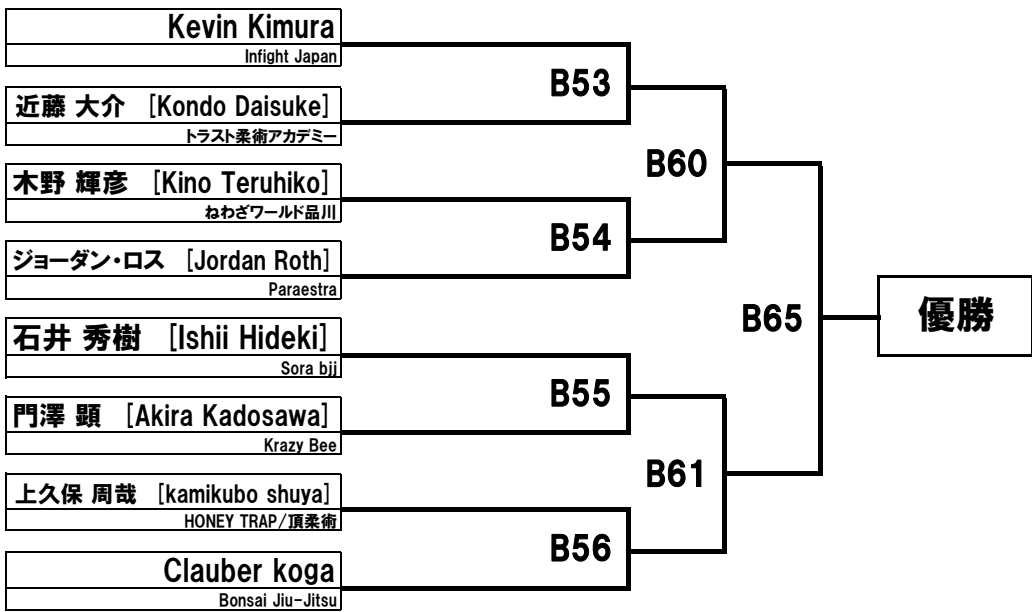 Kevin Kimura
Infight Japan
近藤 大介 [Kondo Daisuke]
トラスト柔術アカデミー
木野 輝彦 [Kino Teruhiko]
ねわざワールド品川
ジョーダン・ロス [Jordan Roth]
Paraestra
石井 秀樹 [Ishii Hideki]
Sora bjj
門澤 顕 [Akira Kadosawa]
Krazy Bee
上久保 周哉 [kamikubo shuya]
HONEY TRAP/頂柔術
Clauber koga
Bonsai Jiu-Jitsu
B53
B54
B55
B56
B60
B61
B65
優勝